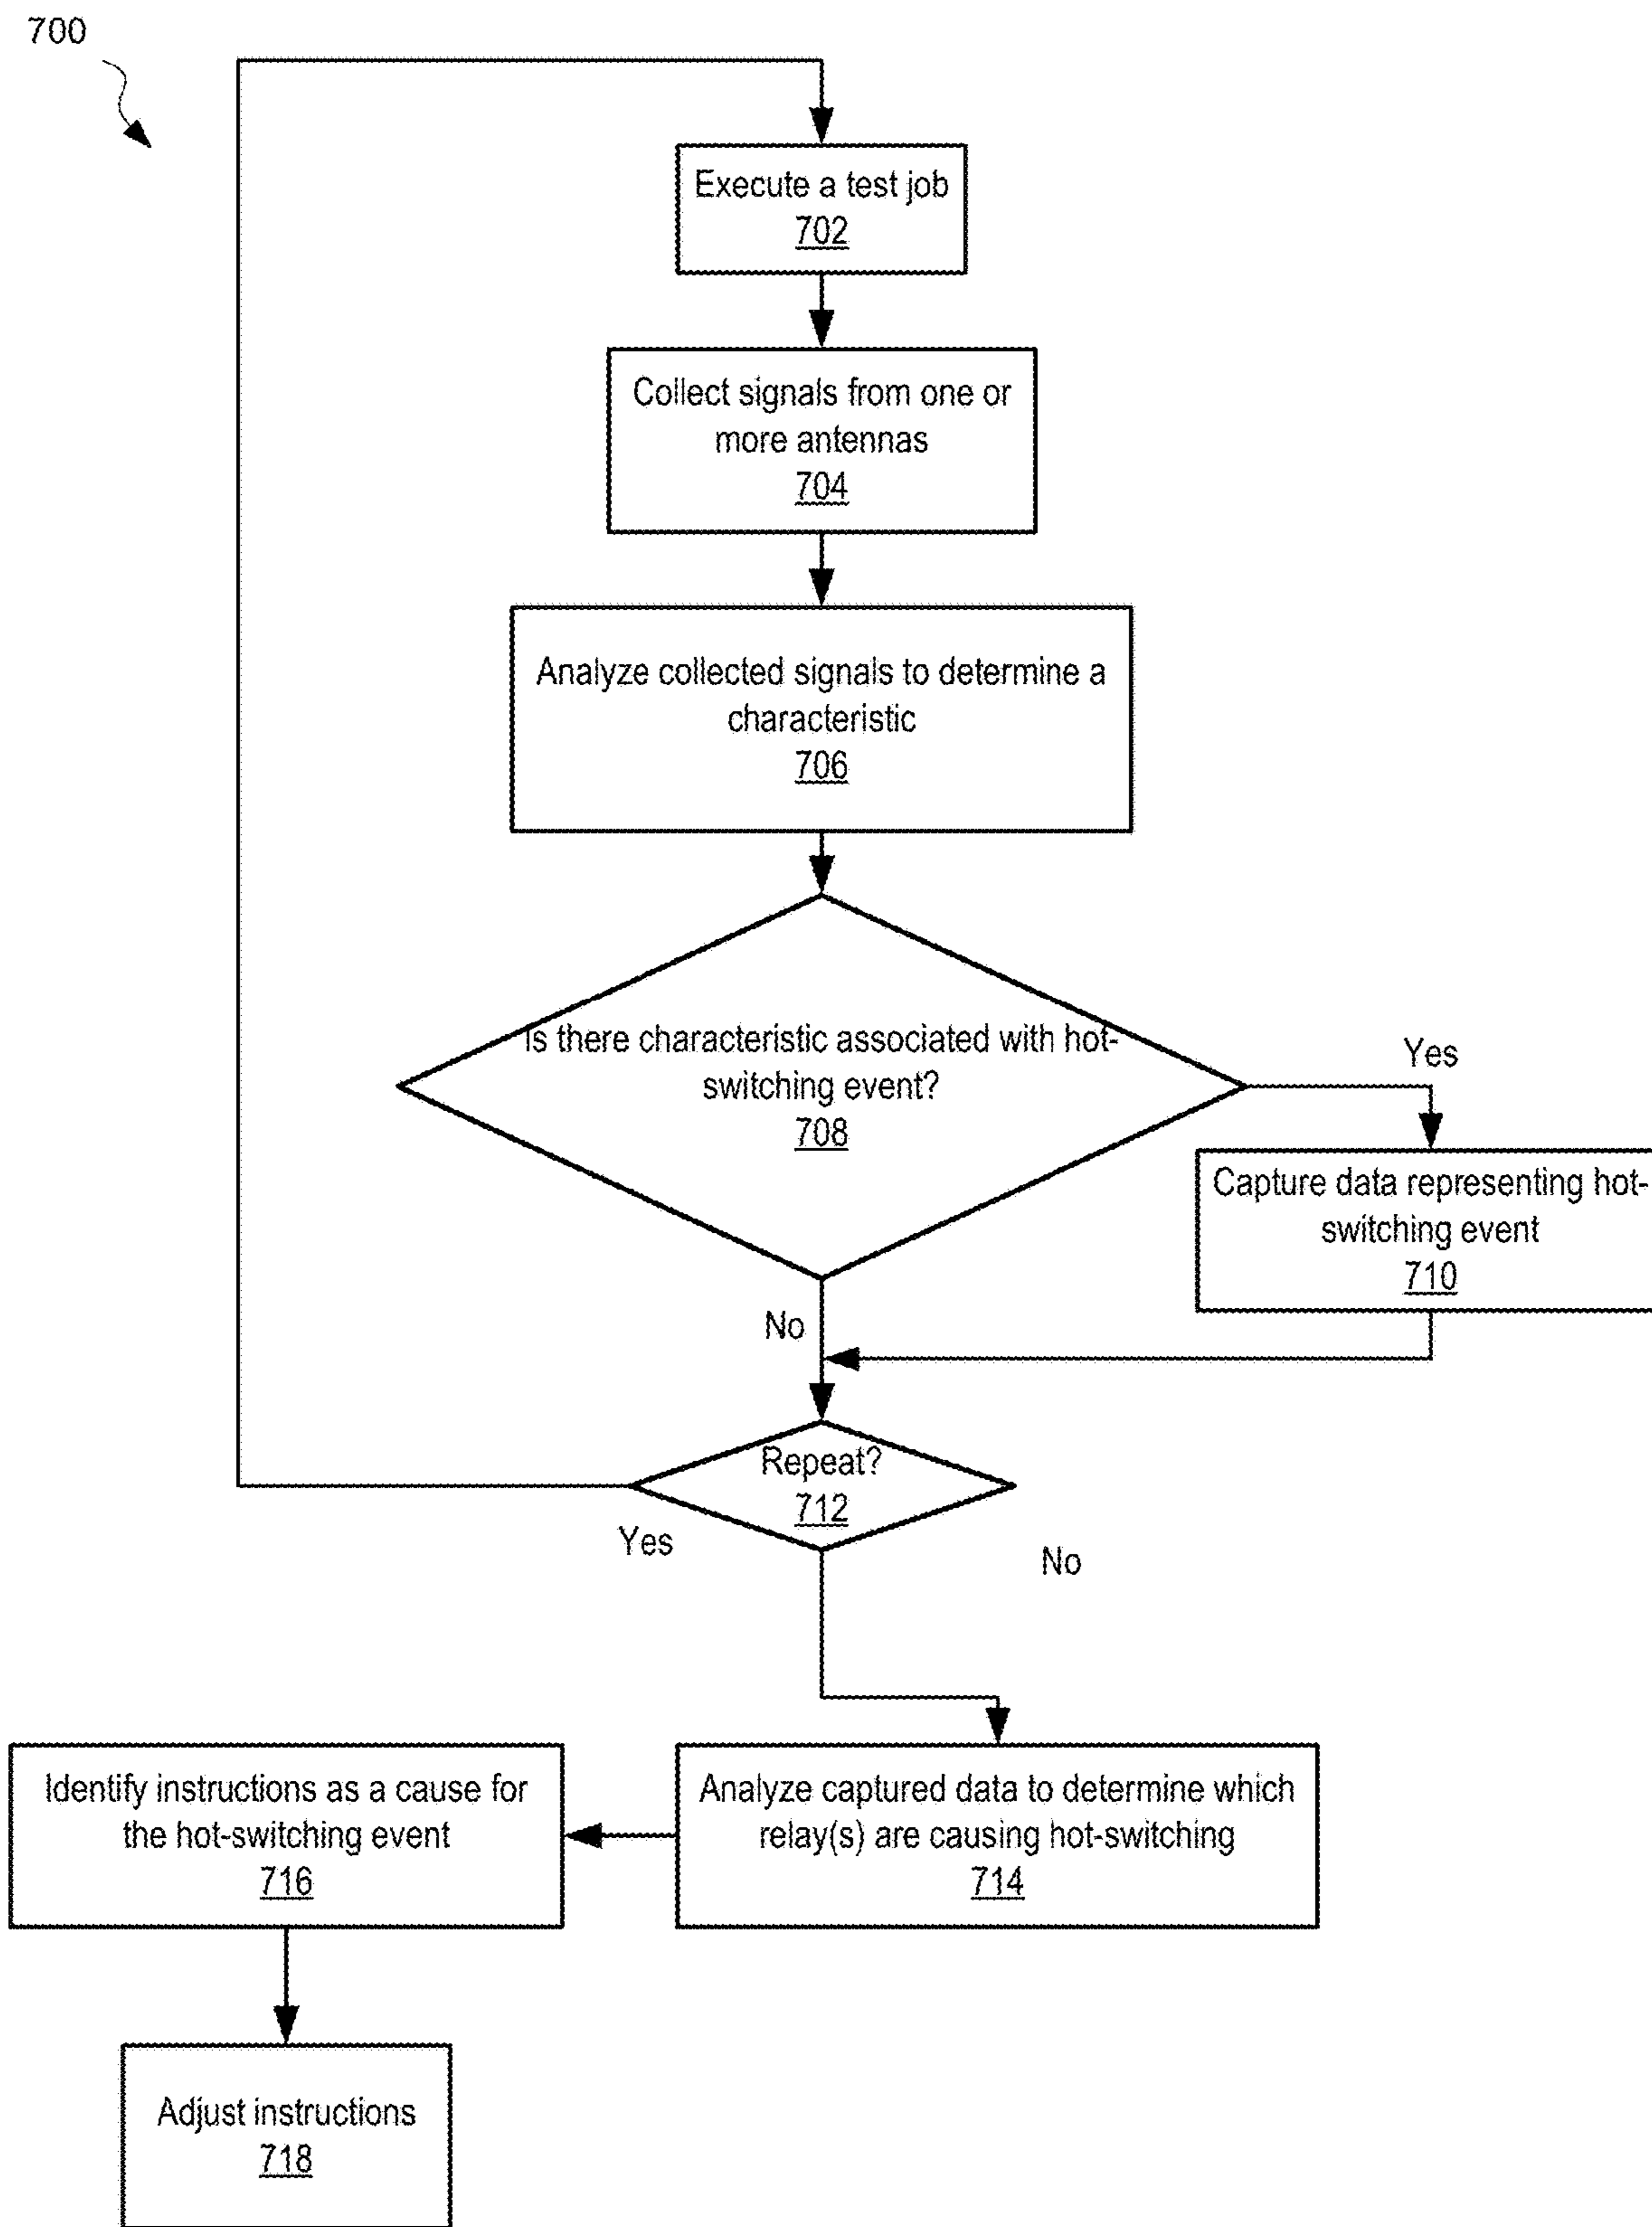 700
Execute a test job
702
Collect signals from one or
more antennas
704
Analyze collected signals to determine a
characteristic
706
Is there characteristic associated with hot-
switching event?
708
Yes
Capture data representing hot-
switching event
710
No
Repeat?
712
Yes
No
Analyze captured data to determine which
relay(s) are causing hot-switching
714
Identify instructions as a cause for
the hot-switching event
716
Adjust instructions
718